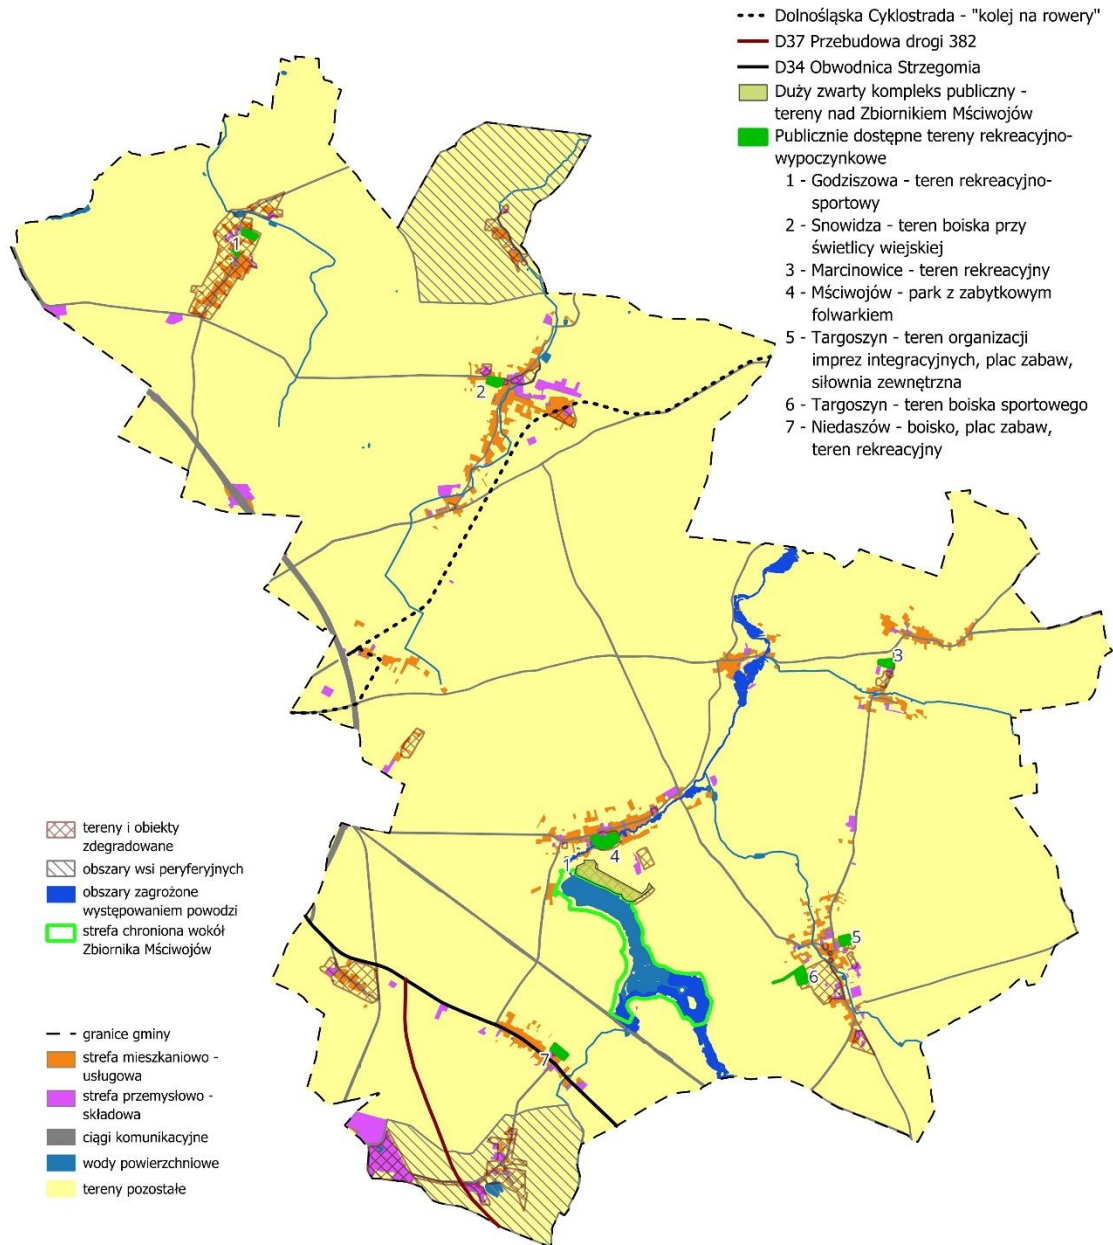 Dolnośląska Cyklostrada - "kolej na rowery"
D37 Przebudowa drogi 382
D34 Obwodnica Strzegomia
Duży zwarty kompleks publiczny -
tereny nad Zbiornikiem Mściwojów
Publicznie dostępne tereny rekreacyjno-
wypoczynkowe
1 - Godziszowa - teren rekreacyjno-
sportowy
2 - Snowidza - teren boiska przy
świetlicy wiejskiej
3 - Marcinowice - teren rekreacyjny
4 - Mściwojów - park z zabytkowym
folwarkiem
5 - Targoszyn - teren organizacji
imprez integracyjnych, plac zabaw,
siłownia zewnętrzna
6 - Targoszyn - teren boiska sportowego
7 - Niedaszów - boisko, plac zabaw,
teren rekreacyjny
1
2
3
4
1
5
6
7
tereny i obiekty
zdegradowane
obszary wsi peryferyjnych
obszary zagrożone
występowaniem powodzi
strefa chroniona wokół
Zbiornika Mściwojów
granice gminy
strefa mieszkaniowo -
usługowa
strefa przemysłowo -
składowa
ciągi komunikacyjne
wody powierzchniowe
tereny pozostałe